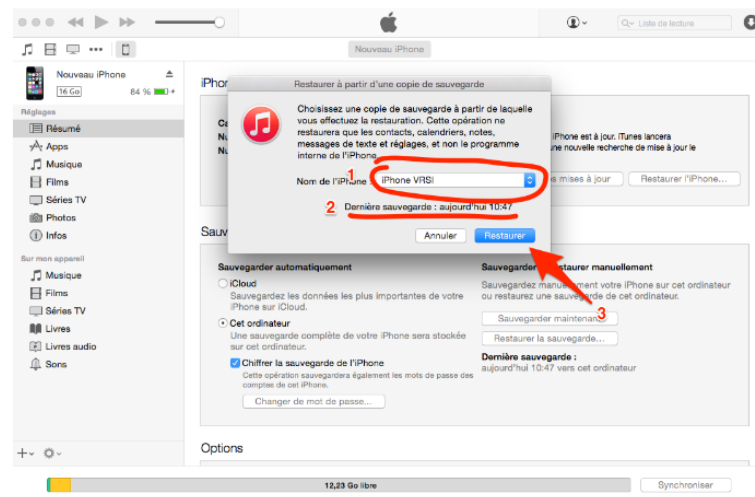 Liste de lecture
Nouveau iPhone
Nouveau iPhone
16 Go
84 %
Réglages
Résumé
Apps
Musique
Films
Séries TV
Photos
Infos
Sur mon appareil
Musique
Films
Séries TV
Livres
Livres audio
Sons
Restaurer à partir d'une copie de sauvegarde
Choisissez une copie de sauvegarde à partir de laquelle
vous effectuez la restauration. Cette opération ne
restaurera que les contacts, calendriers, notes,
messages de texte et réglages, et non le programme
interne de l'iPhone.
1
Nom de l'iPhone : iPhone VRSI
2
Dernière sauvegarde : aujourd'hui 10:47
Annuler
Restaurer
3
iPhone est à jour. iTunes lancera
une nouvelle recherche de mise à jour le
mises à jour
Restaurer l'iPhone...
Sauvegarder automatiquement
iCloud
Sauvegardez les données les plus importantes de votre
iPhone sur iCloud.
Cet ordinateur
Une sauvegarde complète de votre iPhone sera stockée
sur cet ordinateur.
Chiffrer la sauvegarde de l'iPhone
Cette opération sauvegardera également les mots de passe des
comptes de cet iPhone.
Changer de mot de passe...
Sauvegarder manuellement
Sauvegardez manuellement votre iPhone sur cet ordinateur
ou restaurez une sauvegarde de cet ordinateur.
Sauvegarder
Restaurer la sauvegarde...
Dernière sauvegarde :
aujourd'hui 10:47 vers cet ordinateur
Options
12,23 Go libre
Synchroniser